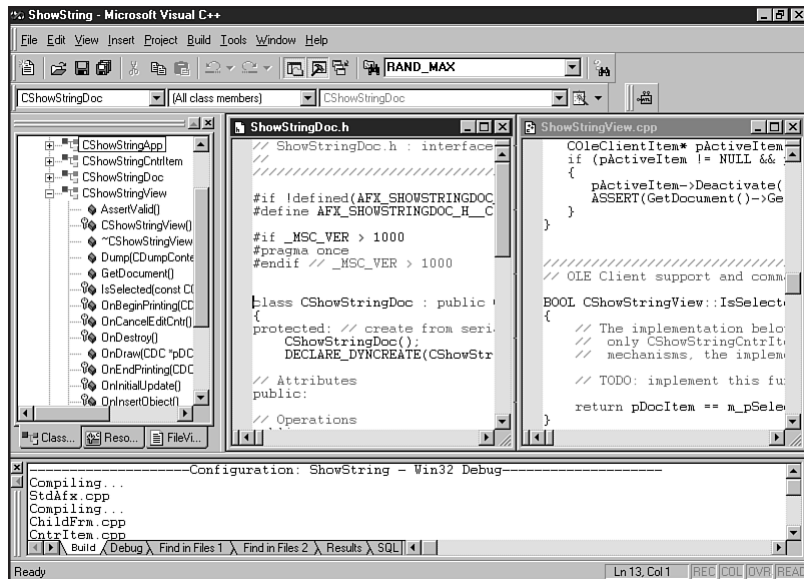 ShowString - Microsoft Visual C++
File Edit View Insert Project Build Tools Window Help
RAND_MAX
CShowStringDoc (All class members) CShowStringDoc
CShowStringApp
CShowStringCntrItem
CShowStringDoc
CShowStringView
AssertValid()
CShowStringView()
~CShowStringView
Dump(CDumpConte
GetDocument()
IsSelected(const CO
OnBeginPrinting(CD
OnCancelEditCntr()
OnDestroy()
OnDraw(CDC *pDC
OnEndPrinting(CDC
OnInitialUpdate()
OnInsertObject()
Class... Reso... FileVi...
ShowStringDoc.h
// ShowStringDoc.h : interface
//
/////////////////////////////
#if !defined(AFX_SHOWSTRINGDOC_
#define AFX_SHOWSTRINGDOC_H__C
#if _MSC_VER > 1000
#pragma once
#endif // _MSC_VER > 1000
class CShowStringDoc : public
{
protected: // create from seri
CShowStringDoc();
DECLARE_DYNCREATE(CShowStr
// Attributes
public:
// Operations
ShowStringView.cpp
COleClientItem* pActiveItem
if (pActiveItem != NULL &&
{
pActiveItem->Deactivate(
ASSERT(GetDocument()->Ge
}
}
/////////////////////////////
// OLE Client support and comm
BOOL CShowStringView::IsSelect
{
// The implementation belo
// only CShowStringCntrIte
// mechanisms, the implem
// TODO: implement this fu
return pDocItem == m_pSele
}
--------------------Configuration: ShowString - Win32 Debug--------------------
Compiling...
StdAfx.cpp
Compiling...
ChildFrm.cpp
CntrItem.cpp
Build Debug Find in Files 1 Find in Files 2 Results SQL
Ready Ln 13, Col 1 REC COL OVR READ